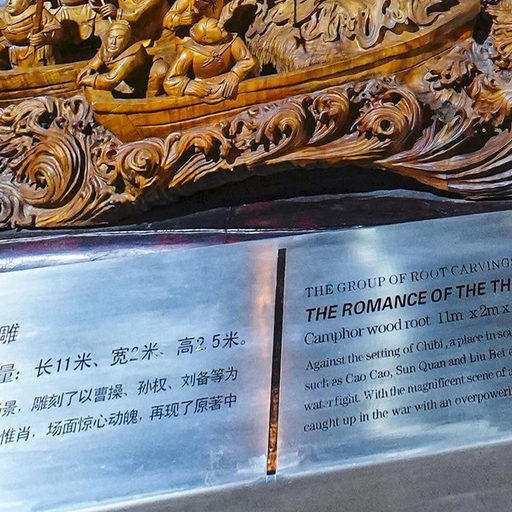 雕
量：长11米、宽2米、高2.5米。
景，雕刻了以曹操、孙权、刘备等为
惟肖，场面惊心动魄，再现了原著中
THE GROUP OF ROOT CARVINGS
THE ROMANCE OF THE TH
Camphor wood root 11m x 2m x
Against the setting of Chibi, a place in sou
such as Cao Cao, Sun Quan and Liu Bei e
water fight. With the magnificent scene of a
caught up in the war with an overpowerin